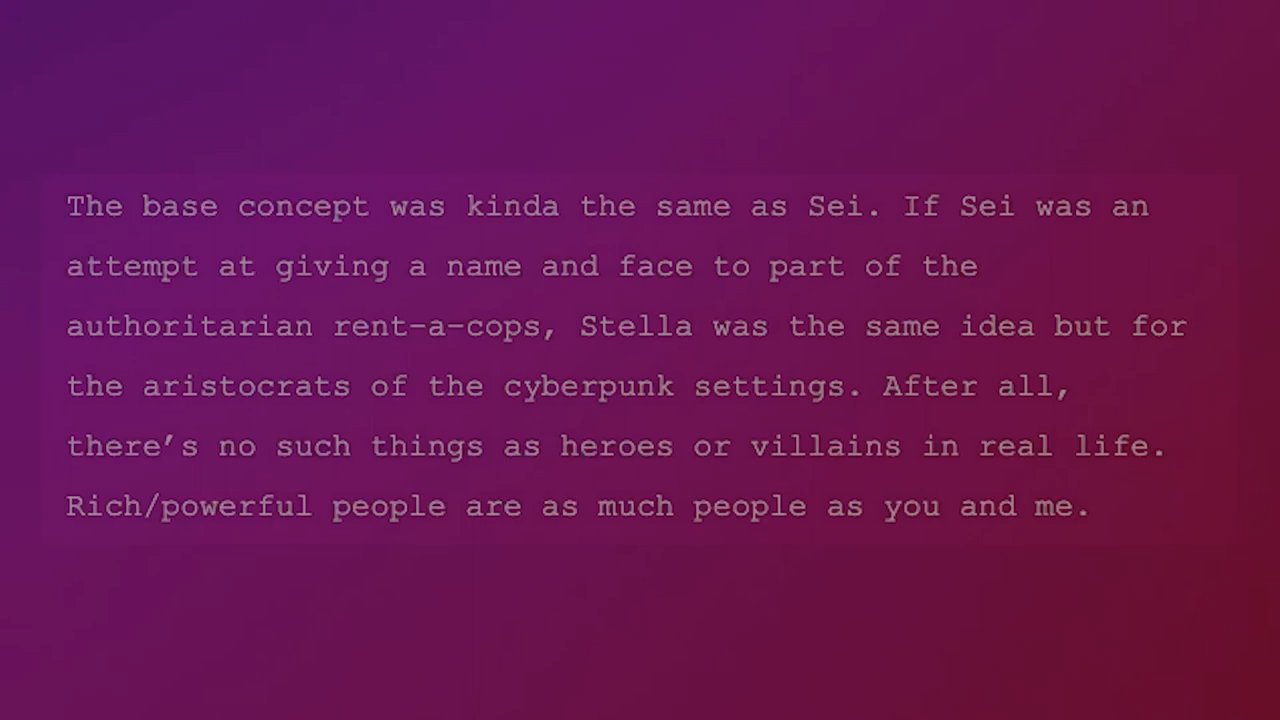 The base concept was kinda the same as Sei. If Sei was an
attempt at giving a name and face to part of the
authoritarian rent-a-cops, Stella was the same idea but for
the aristocrats of the cyberpunk settings. After all,
there’s no such things as heroes or villains in real life.
Rich/powerful people are as much people as you and me.